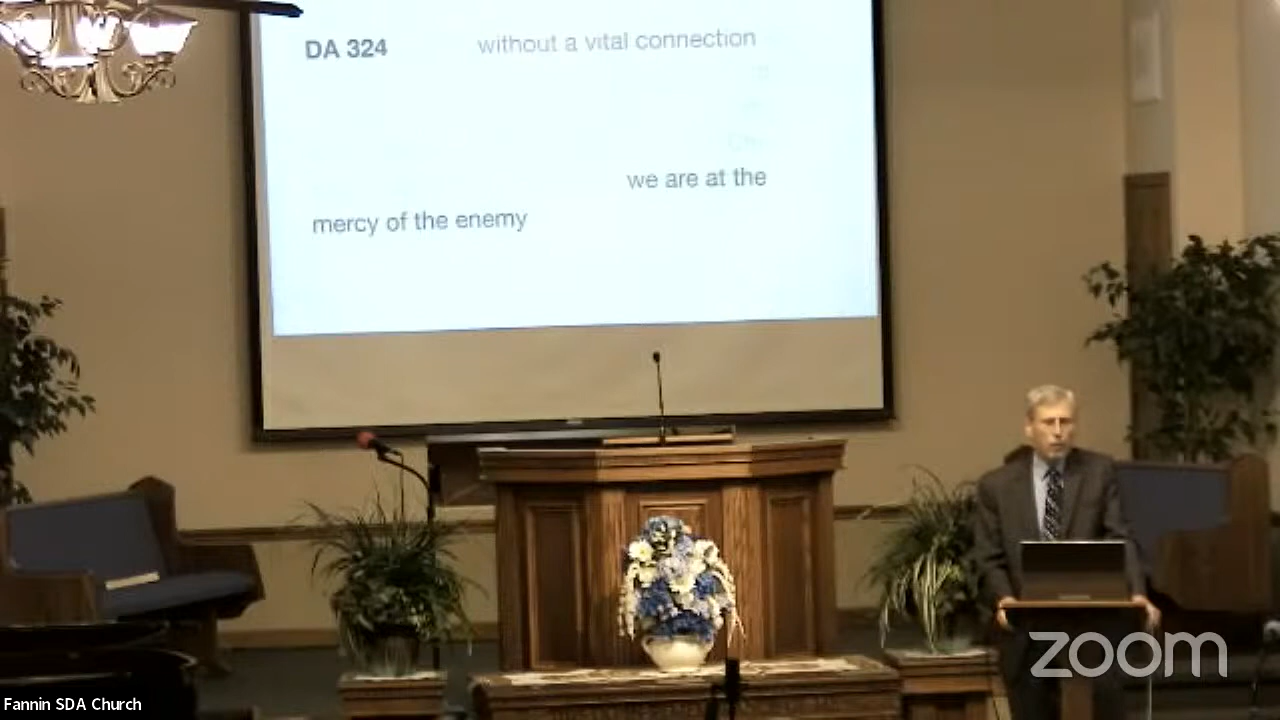 DA 324 without a vital connection
we are at the
mercy of the enemy
zoom
Fannin SDA Church